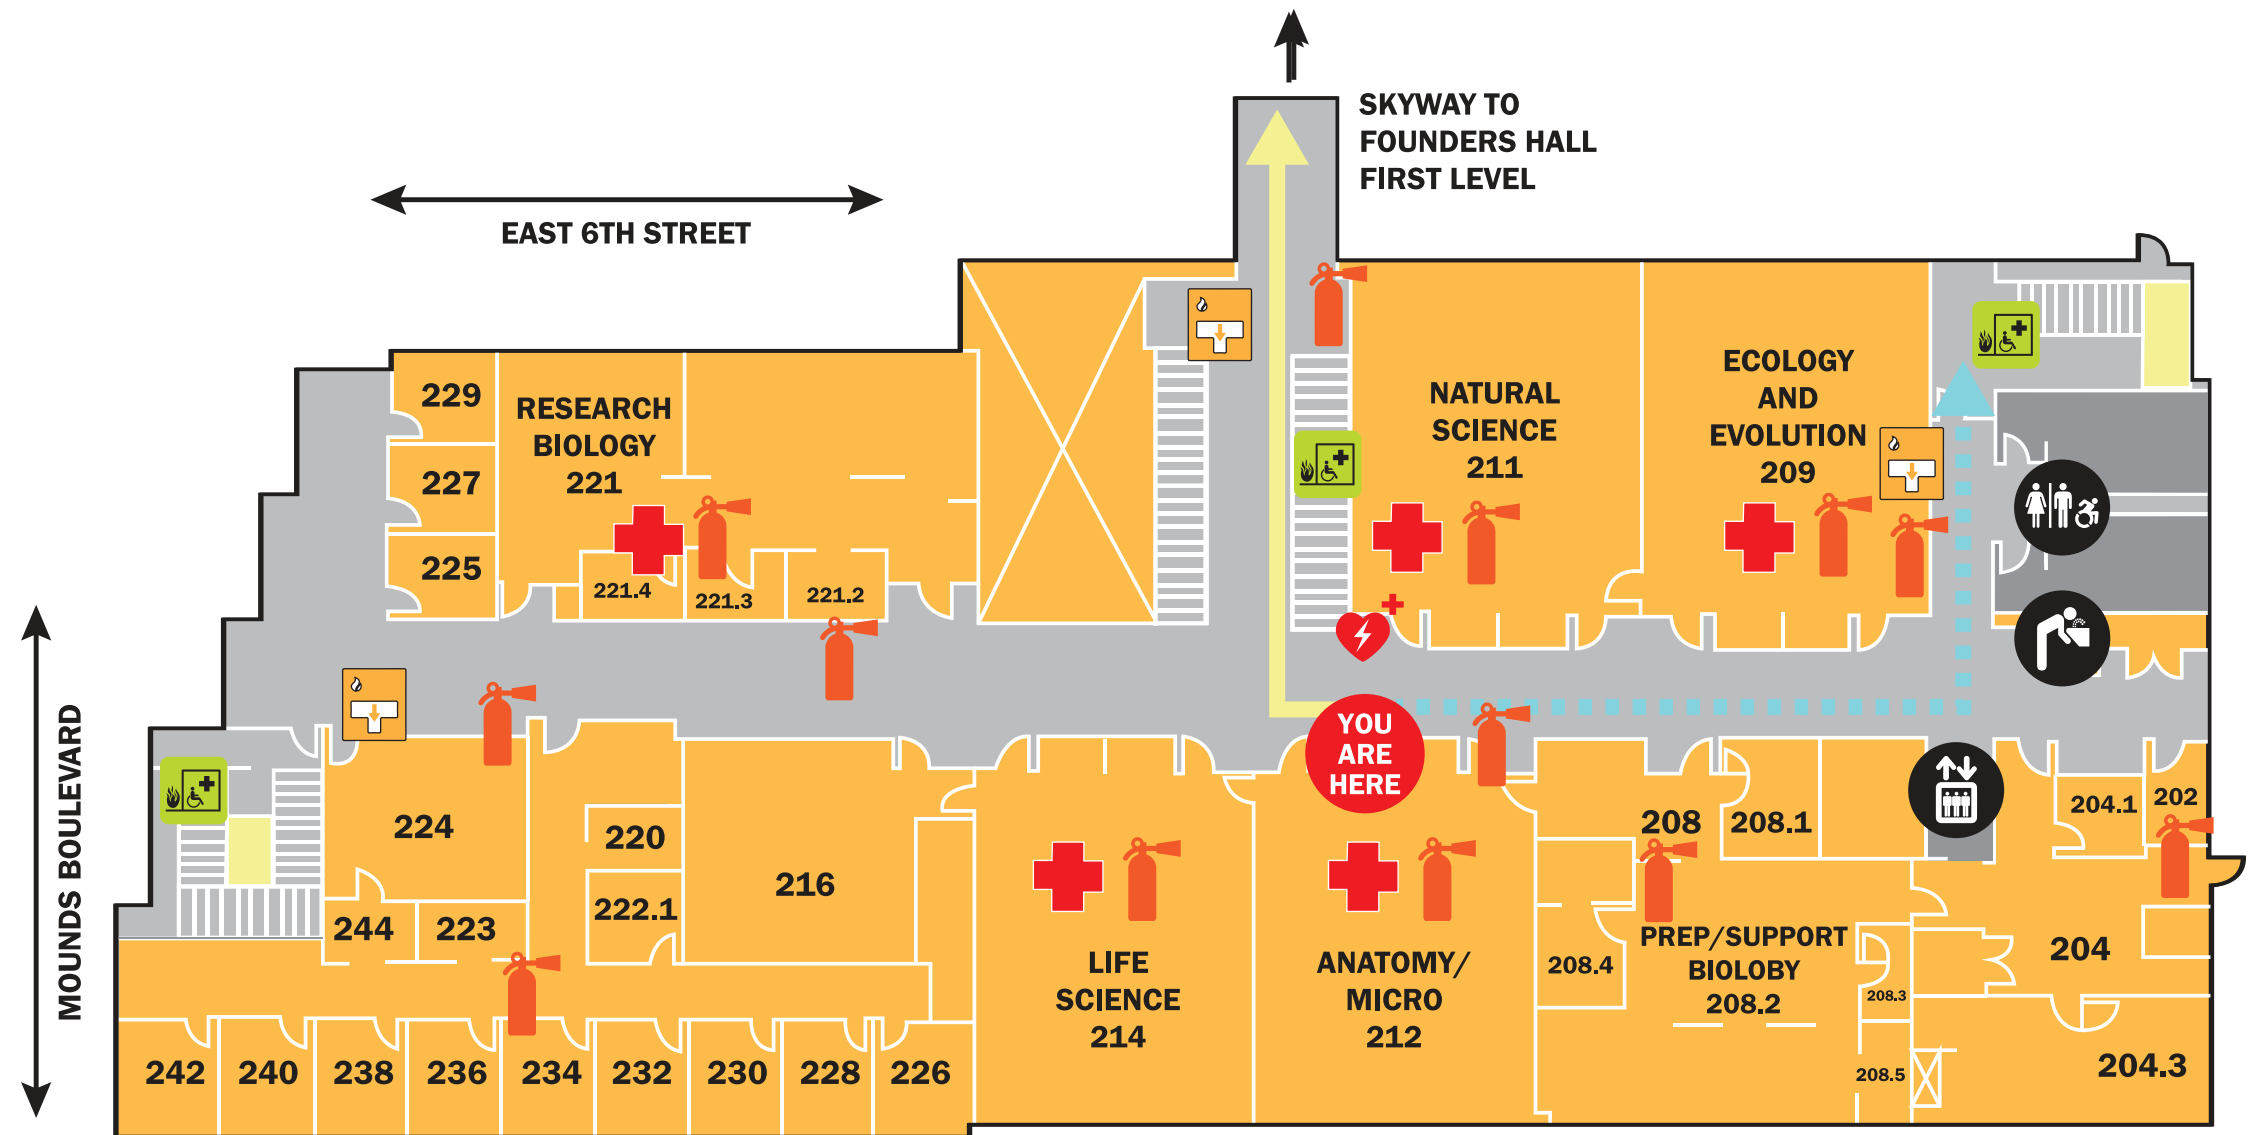 SKYWAY TO
FOUNDERS HALL
FIRST LEVEL
EAST 6TH STREET
MOUNDS BOULEVARD
229
227
225
RESEARCH
BIOLOGY
221
221.4
221.3
221.2
NATURAL
SCIENCE
211
ECOLOGY
AND
EVOLUTION
209
YOU
ARE
HERE
224
244
223
220
222.1
216
LIFE
SCIENCE
214
ANATOMY/
MICRO
212
208
208.1
208.4
PREP/SUPPORT
BIOLOBY
208.2
208.3
208.5
204.1
202
204
204.3
242
240
238
236
234
232
230
228
226